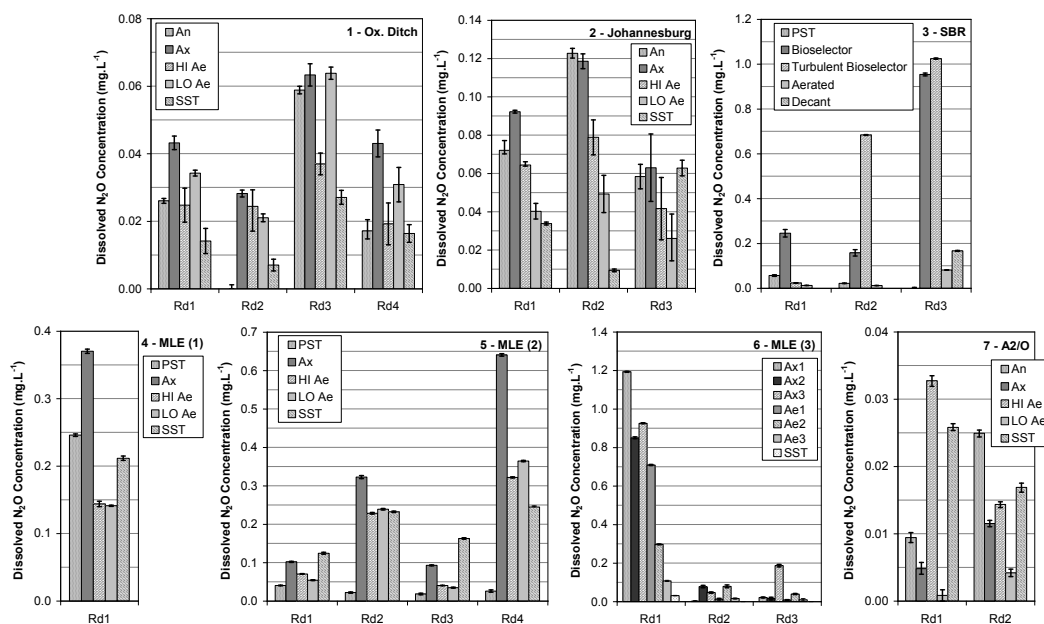 1 - Ox. Ditch
Dissolved N₂O Concentration (mg.L⁻¹)
0.08
0.06
0.04
0.02
0.00
An
Ax
HI Ae
LO Ae
SST
Rd1 Rd2 Rd3 Rd4
2 - Johannesburg
Dissolved N₂O Concentration (mg.L⁻¹)
0.14
0.12
0.10
0.08
0.06
0.04
0.02
0.00
An
Ax
HI Ae
LO Ae
SST
Rd1 Rd2 Rd3
3 - SBR
Dissolved N₂O Concentration (mg.L⁻¹)
1.2
1.0
0.8
0.6
0.4
0.2
0.0
PST
Bioselector
Turbulent Bioselector
Aerated
Decant
Rd1 Rd2 Rd3
4 - MLE (1)
Dissolved N₂O Concentration (mg.L⁻¹)
0.4
0.3
0.2
0.1
0.0
PST
Ax
HI Ae
LO Ae
SST
Rd1
5 - MLE (2)
Dissolved N₂O Concentration (mg.L⁻¹)
0.7
0.6
0.5
0.4
0.3
0.2
0.1
0.0
PST
Ax
HI Ae
LO Ae
SST
Rd1 Rd2 Rd3 Rd4
6 - MLE (3)
Dissolved N₂O Concentration (mg.L⁻¹)
1.4
1.2
1.0
0.8
0.6
0.4
0.2
0.0
Ax1
Ax2
Ax3
Ae1
Ae2
Ae3
SST
Rd1 Rd2 Rd3
7 - A2/O
Dissolved N₂O Concentration (mg.L⁻¹)
0.04
0.03
0.02
0.01
0.00
An
Ax
HI Ae
LO Ae
SST
Rd1 Rd2